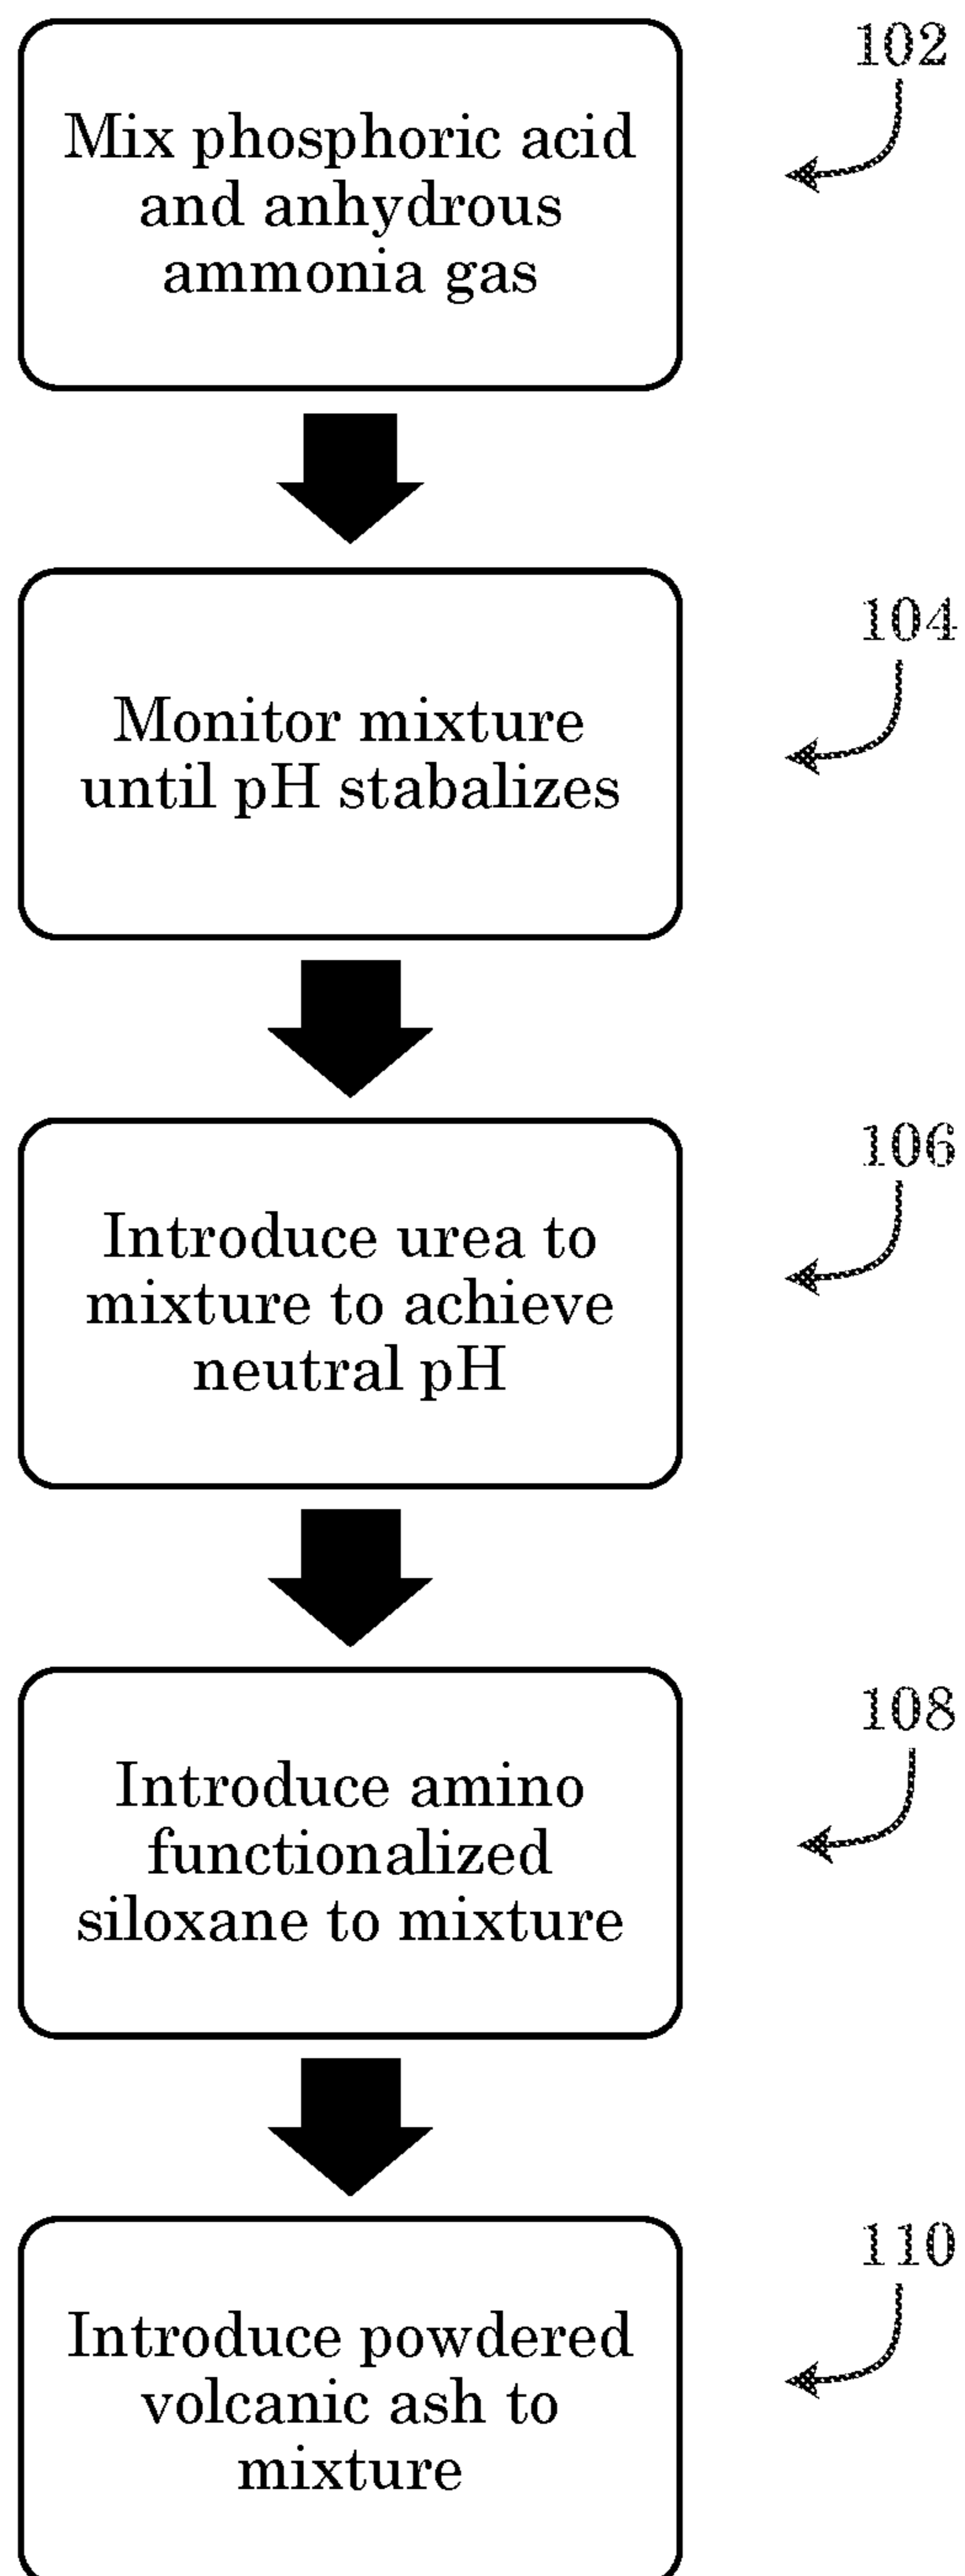 102
Mix phosphoric acid
and anhydrous
ammonia gas
104
Monitor mixture
until pH stabalizes
106
Introduce urea to
mixture to achieve
neutral pH
108
Introduce amino
functionalized
siloxane to mixture
110
Introduce powdered
volcanic ash to
mixture